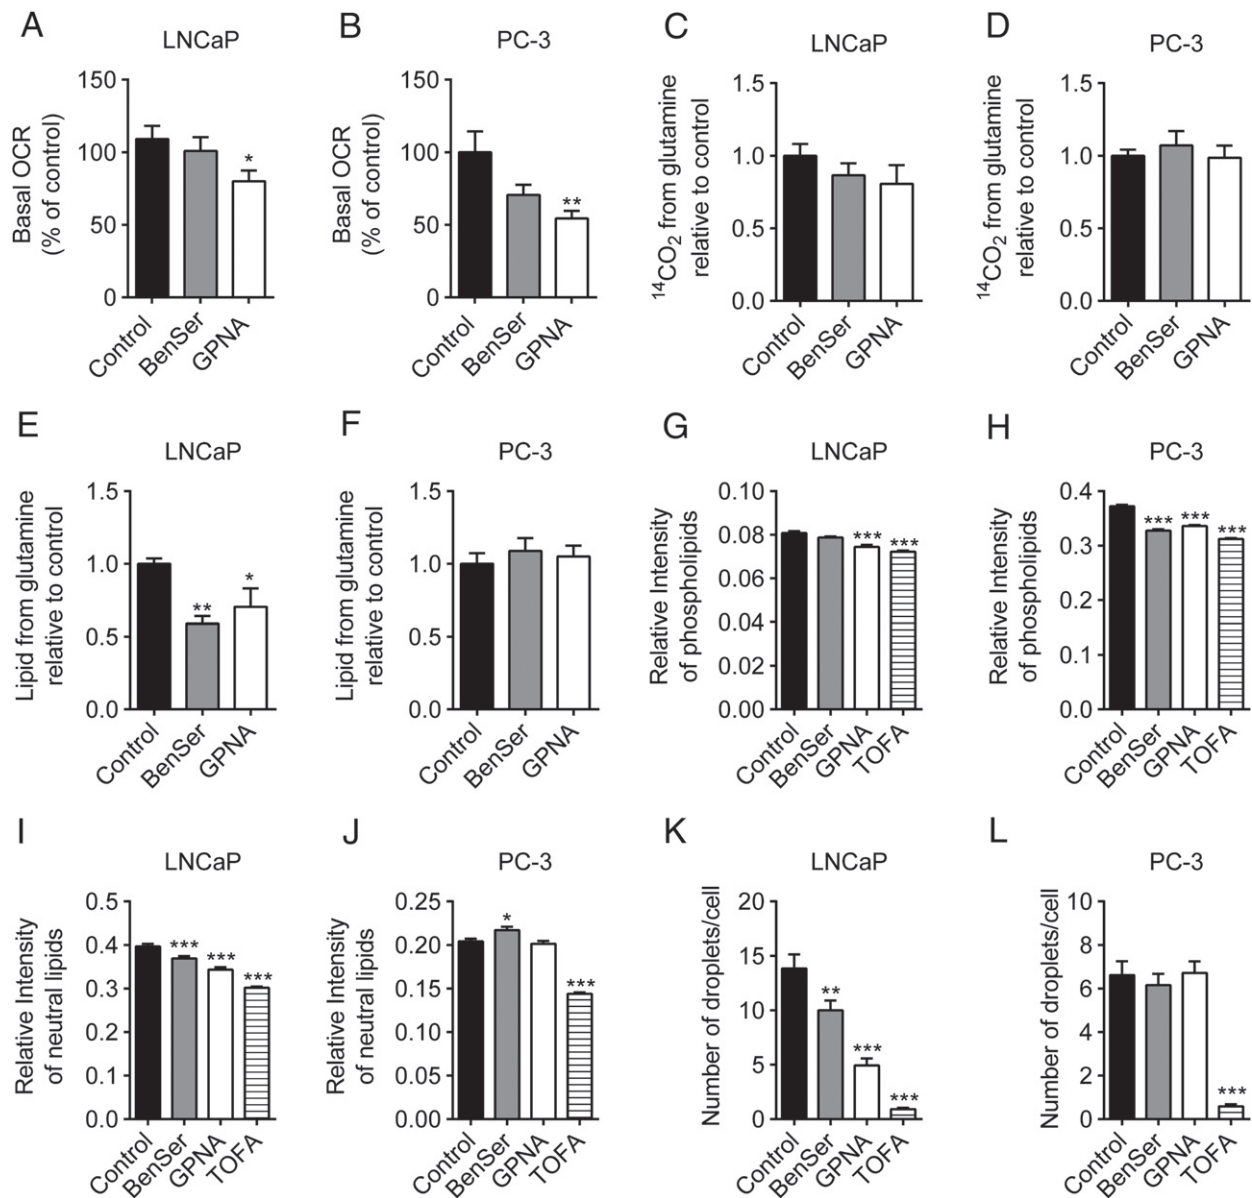 A
LNCaP
Basal OCR
(% of control)
150
100
50
0
*
Control
BenSer
GPNA
B
PC-3
Basal OCR
(% of control)
150
100
50
0
**
Control
BenSer
GPNA
C
LNCaP
¹⁴CO₂ from glutamine
relative to control
1.5
1.0
0.5
0.0
Control
BenSer
GPNA
D
PC-3
¹⁴CO₂ from glutamine
relative to control
1.5
1.0
0.5
0.0
Control
BenSer
GPNA
E
LNCaP
Lipid from glutamine
relative to control
1.5
1.0
0.5
0.0
**
*
Control
BenSer
GPNA
F
PC-3
Lipid from glutamine
relative to control
1.5
1.0
0.5
0.0
Control
BenSer
GPNA
G
LNCaP
Relative Intensity
of phospholipids
0.10
0.08
0.06
0.04
0.02
0.00
***
***
Control
BenSer
GPNA
TOFA
H
PC-3
Relative Intensity
of phospholipids
0.4
0.3
0.2
0.1
0.0
***
***
***
Control
BenSer
GPNA
TOFA
I
LNCaP
Relative Intensity
of neutral lipids
0.5
0.4
0.3
0.2
0.1
0.0
***
***
***
Control
BenSer
GPNA
TOFA
J
PC-3
Relative Intensity
of neutral lipids
0.25
0.20
0.15
0.10
0.05
0.00
*
***
Control
BenSer
GPNA
TOFA
K
LNCaP
Number of droplets/cell
20
15
10
5
0
**
***
***
Control
BenSer
GPNA
TOFA
L
PC-3
Number of droplets/cell
10
8
6
4
2
0
***
Control
BenSer
GPNA
TOFA